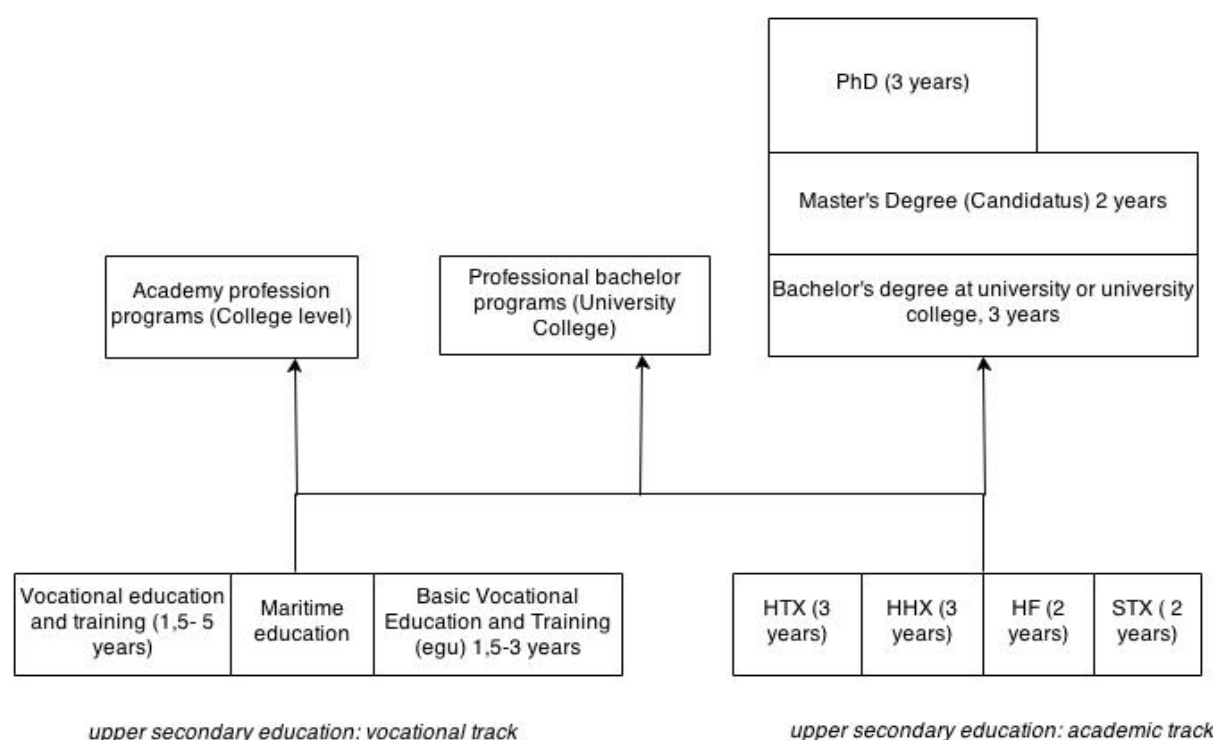 PhD (3 years)
Master's Degree (Candidatus) 2 years
Bachelor's degree at university or university
college, 3 years
Academy profession
programs (College level)
Professional bachelor
programs (University
College)
Vocational education
and training (1,5- 5
years)
Maritime
education
Basic Vocational
Education and Training
(egu) 1,5-3 years
HTX (3
years)
HHX (3
years)
HF (2
years)
STX ( 2
years)
upper secondary education: vocational track
upper secondary education: academic track